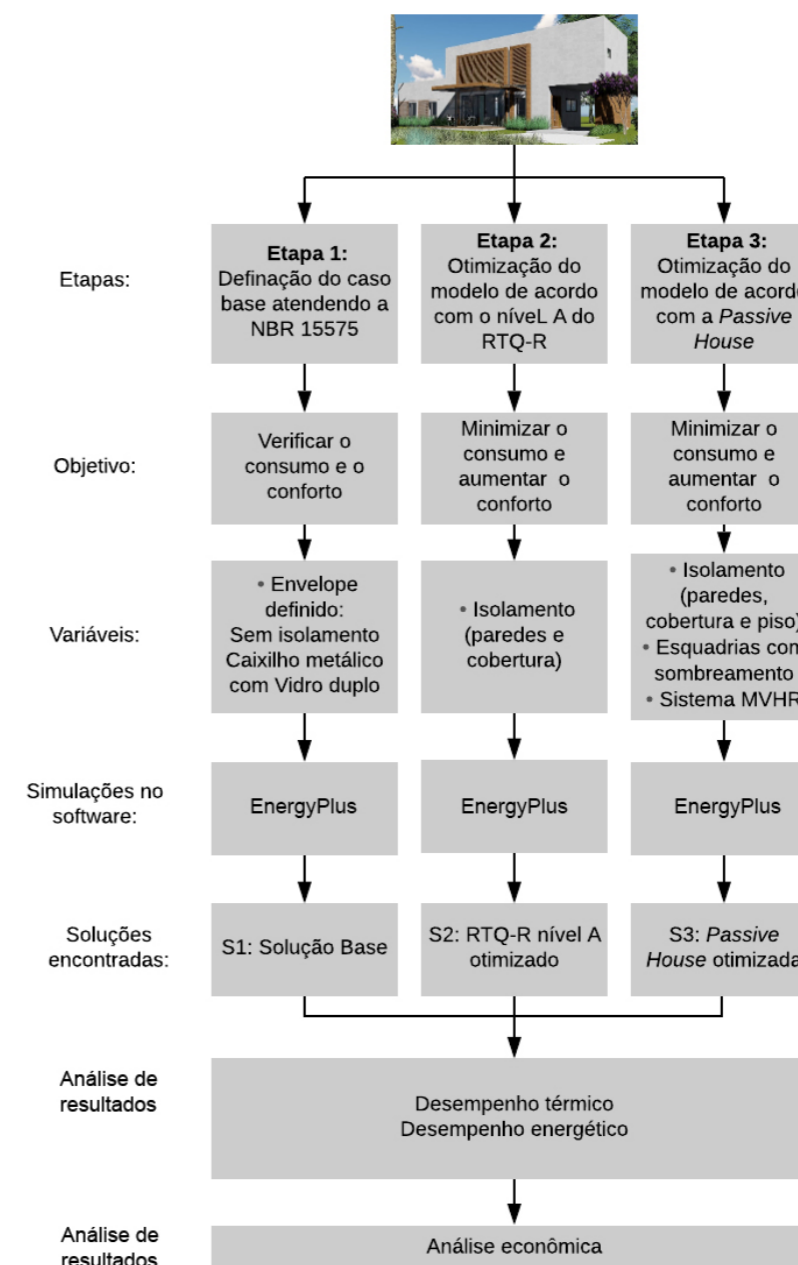 Etapas:
Etapa 1:
Definação do caso
base atendendo a
NBR 15575
Etapa 2:
Otimização do
modelo de acordo
com o níveL A do
RTQ-R
Etapa 3:
Otimização do
modelo de acord
com a Passive
House
Objetivo:
Verificar o
consumo e o
conforto
Minimizar o
consumo e
aumentar o
conforto
Minimizar o
consumo e
aumentar o
conforto
Variáveis:
• Envelope
definido:
Sem isolamento
Caixilho metálico
com Vidro duplo
• Isolamento
(paredes e
cobertura)
• Isolamento
(paredes,
cobertura e piso)
• Esquadrias com
sombreamento
• Sistema MVHR
Simulações no
software:
EnergyPlus
EnergyPlus
EnergyPlus
Soluções
encontradas:
S1: Solução Base
S2: RTQ-R nível A
otimizado
S3: Passive
House otimizada
Análise de
resultados
Desempenho térmico
Desempenho energético
Análise de
resultados
Análise econômica